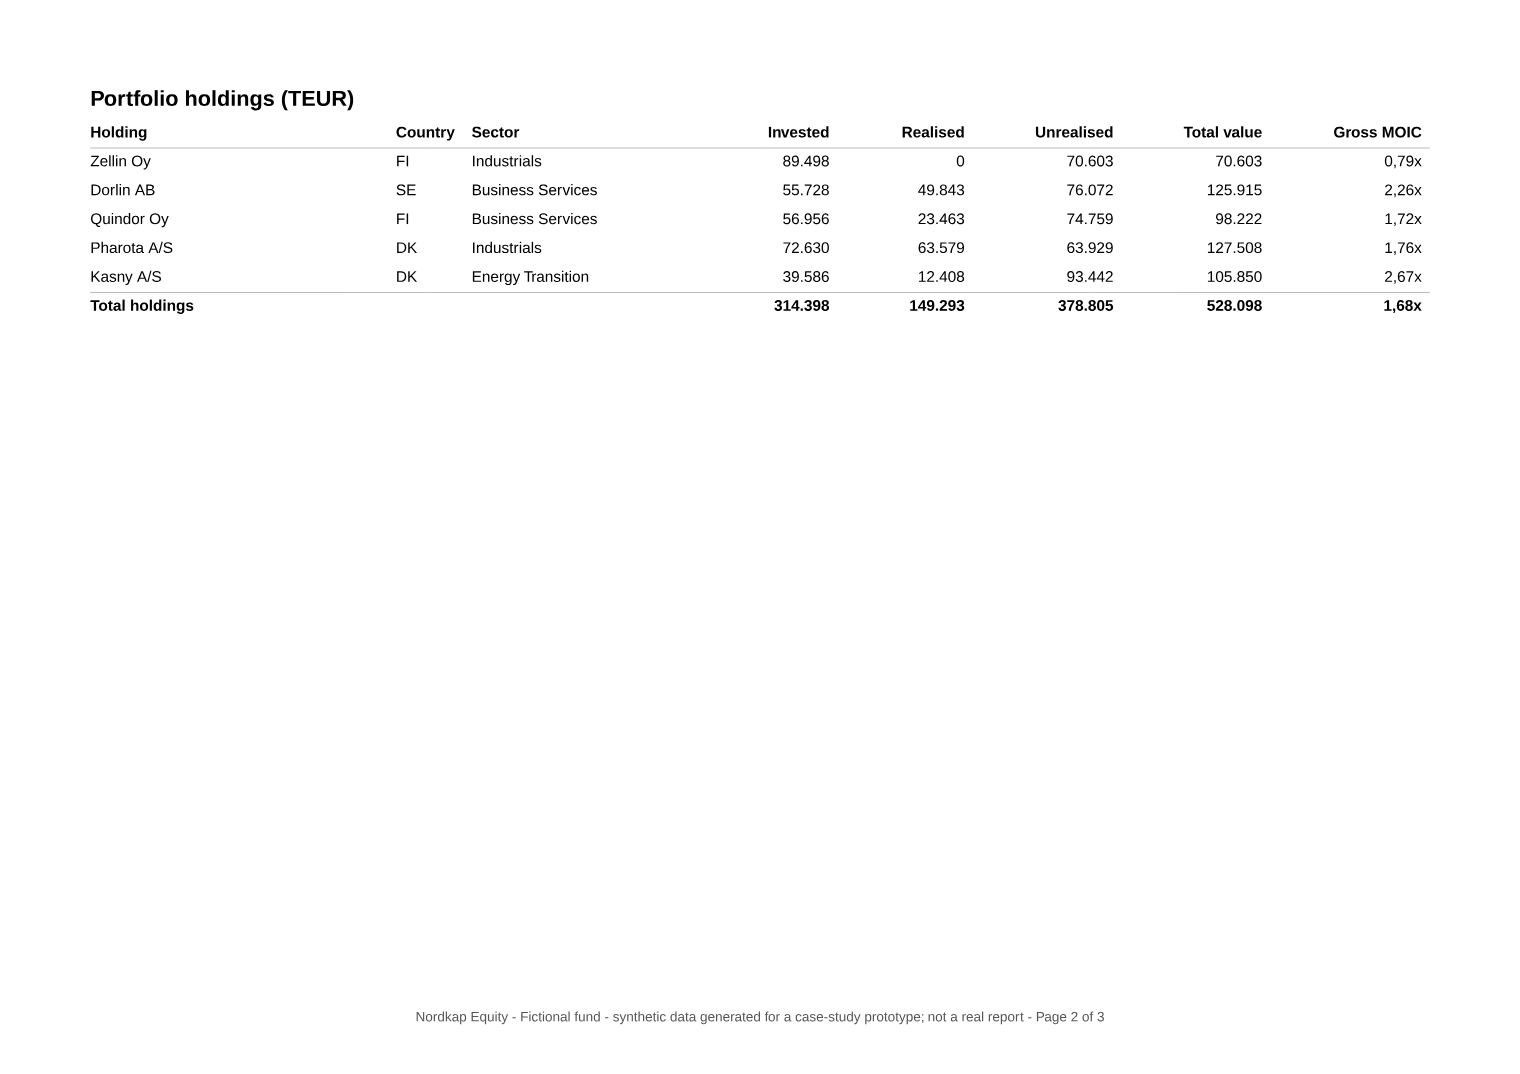 Portfolio holdings (TEUR)
Holding Country Sector Invested Realised Unrealised Total value Gross MOIC
Zellin Oy FI Industrials 89.498 0 70.603 70.603 0,79x
Dorlin AB SE Business Services 55.728 49.843 76.072 125.915 2,26x
Quindor Oy FI Business Services 56.956 23.463 74.759 98.222 1,72x
Pharota A/S DK Industrials 72.630 63.579 63.929 127.508 1,76x
Kasny A/S DK Energy Transition 39.586 12.408 93.442 105.850 2,67x
Total holdings 314.398 149.293 378.805 528.098 1,68x
Nordkap Equity - Fictional fund - synthetic data generated for a case-study prototype; not a real report - Page 2 of 3